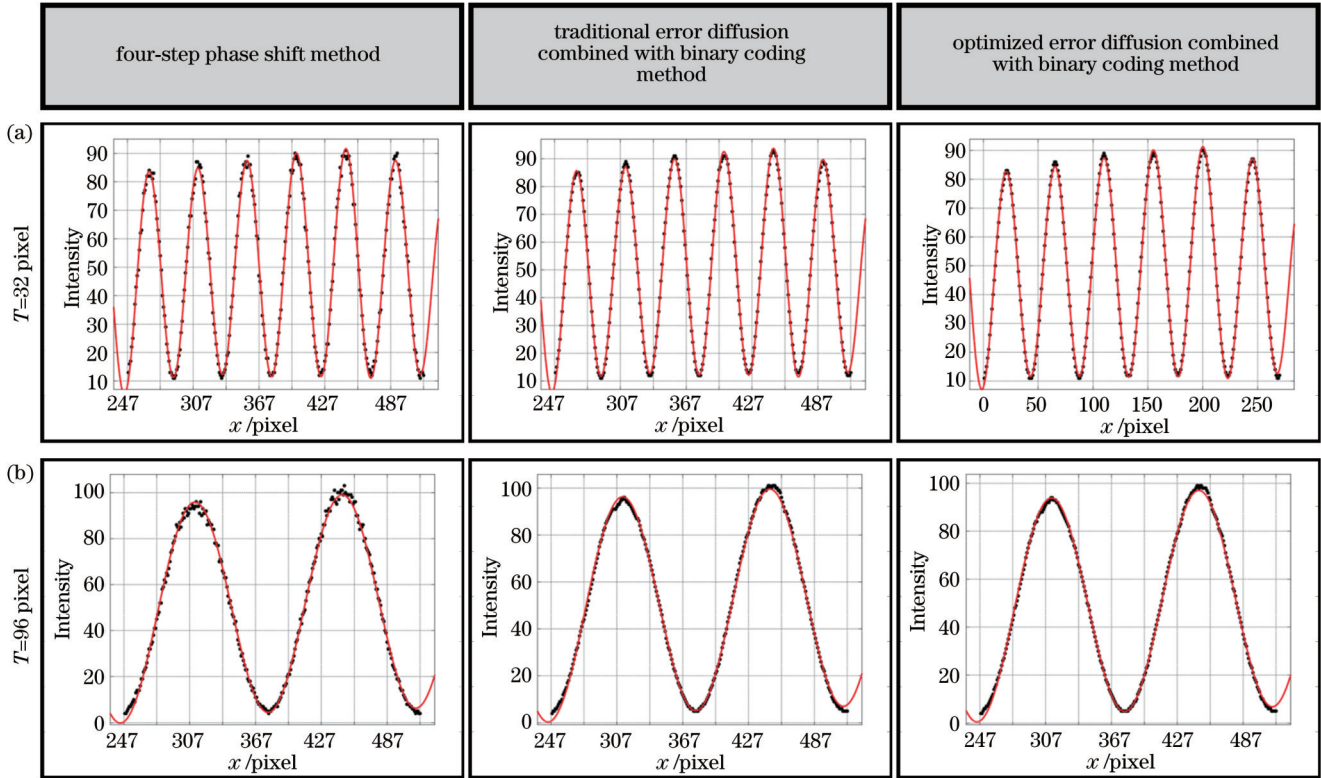 four-step phase shift method
traditional error diffusion
combined with binary coding
method
optimized error diffusion combined
with binary coding method
(a)
T=32 pixel
Intensity
90
80
70
60
50
40
30
20
10
247 307 367 427 487
x /pixel
Intensity
90
80
70
60
50
40
30
20
10
247 307 367 427 487
x /pixel
Intensity
90
80
70
60
50
40
30
20
10
0 50 100 150 200 250
x /pixel
(b)
T=96 pixel
Intensity
100
80
60
40
20
0
247 307 367 427 487
x /pixel
Intensity
100
80
60
40
20
0
247 307 367 427 487
x /pixel
Intensity
100
80
60
40
20
0
247 307 367 427 487
x /pixel